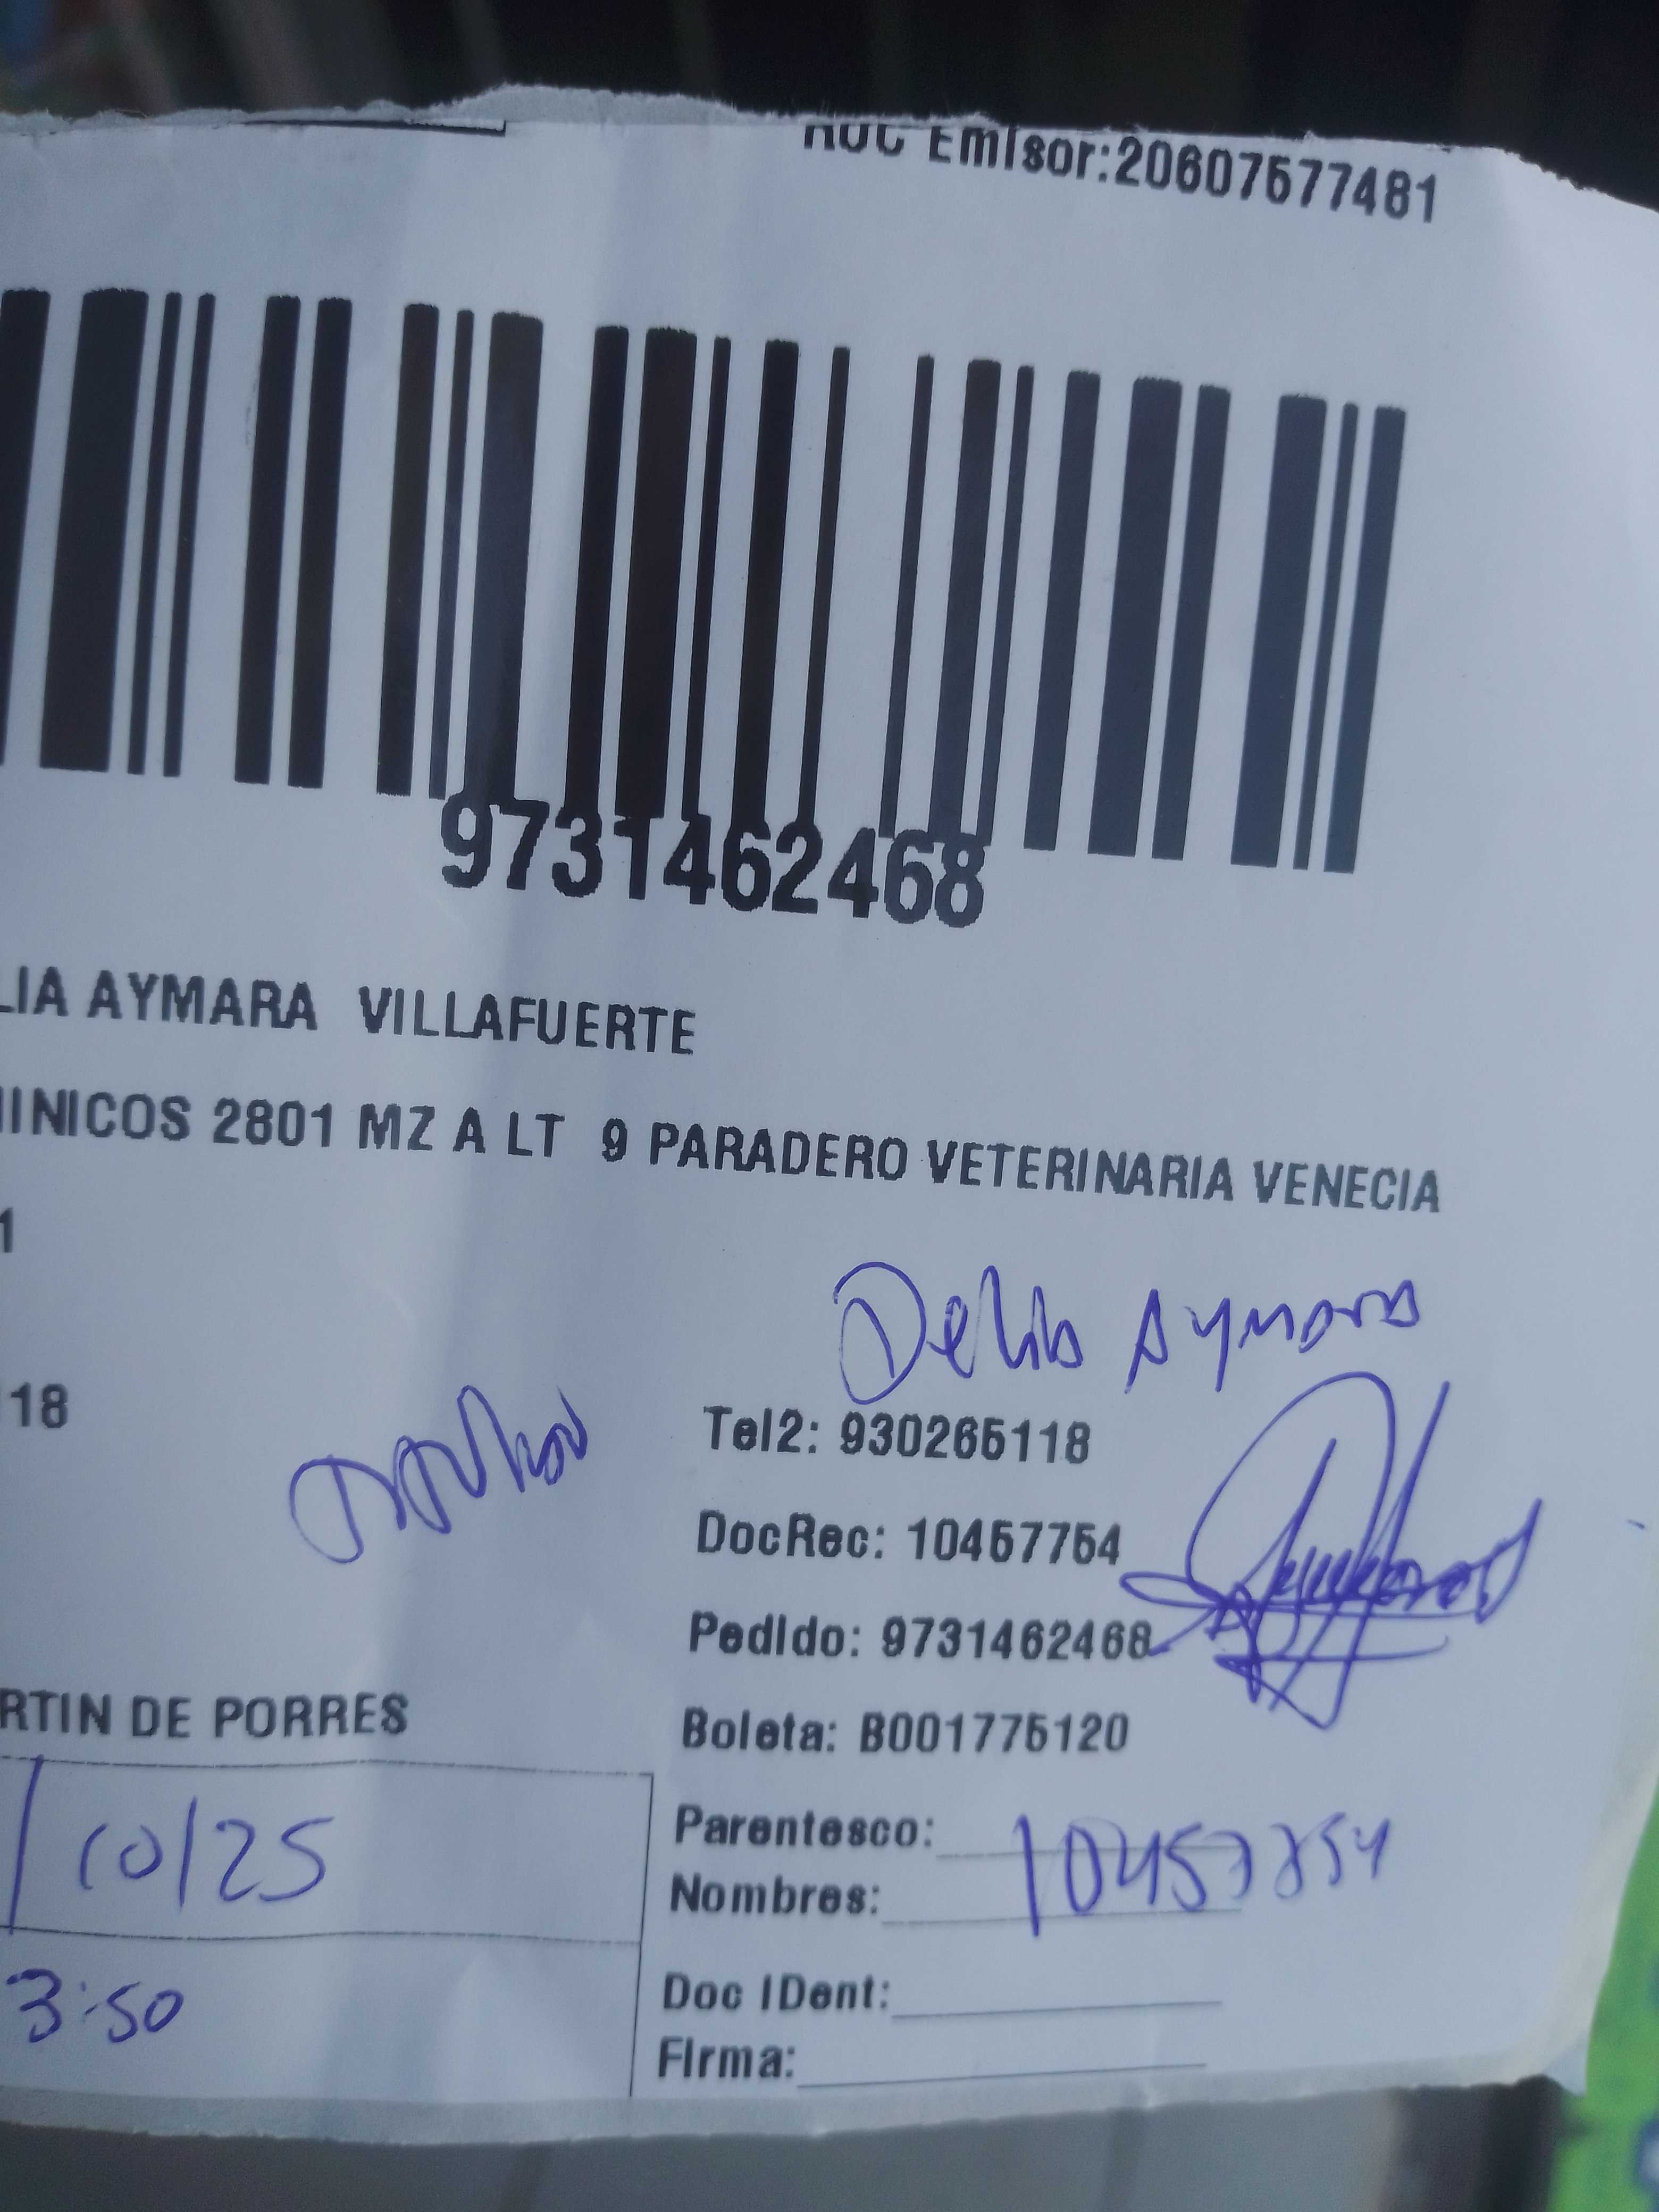 RUC Emisor:20607577481
9731462468
LIA AYMARA VILLAFUERTE
INICOS 2801 MZ A LT 9 PARADERO VETERINARIA VENECIA
1
Delia Aymara
18
Tel2: 930265118
DocRec: 10457754
Pedido: 9731462468
RTIN DE PORRES
Boleta: B001775120
/10/25
Parentesco:
10457754
Nombres:
3:50
Doc IDent:
Firma: